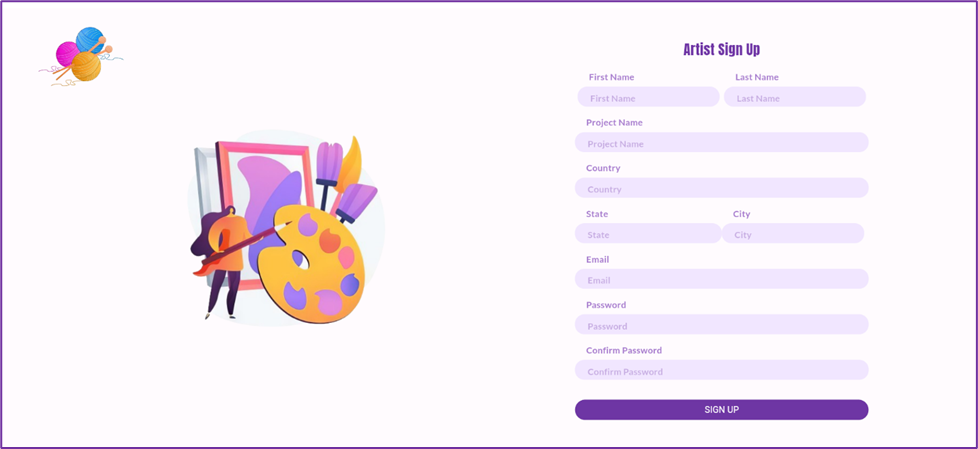 Artist Sign Up
First Name Last Name
First Name Last Name
Project Name
Project Name
Country
Country
State City
State City
Email
Email
Password
Password
Confirm Password
Confirm Password
SIGN UP